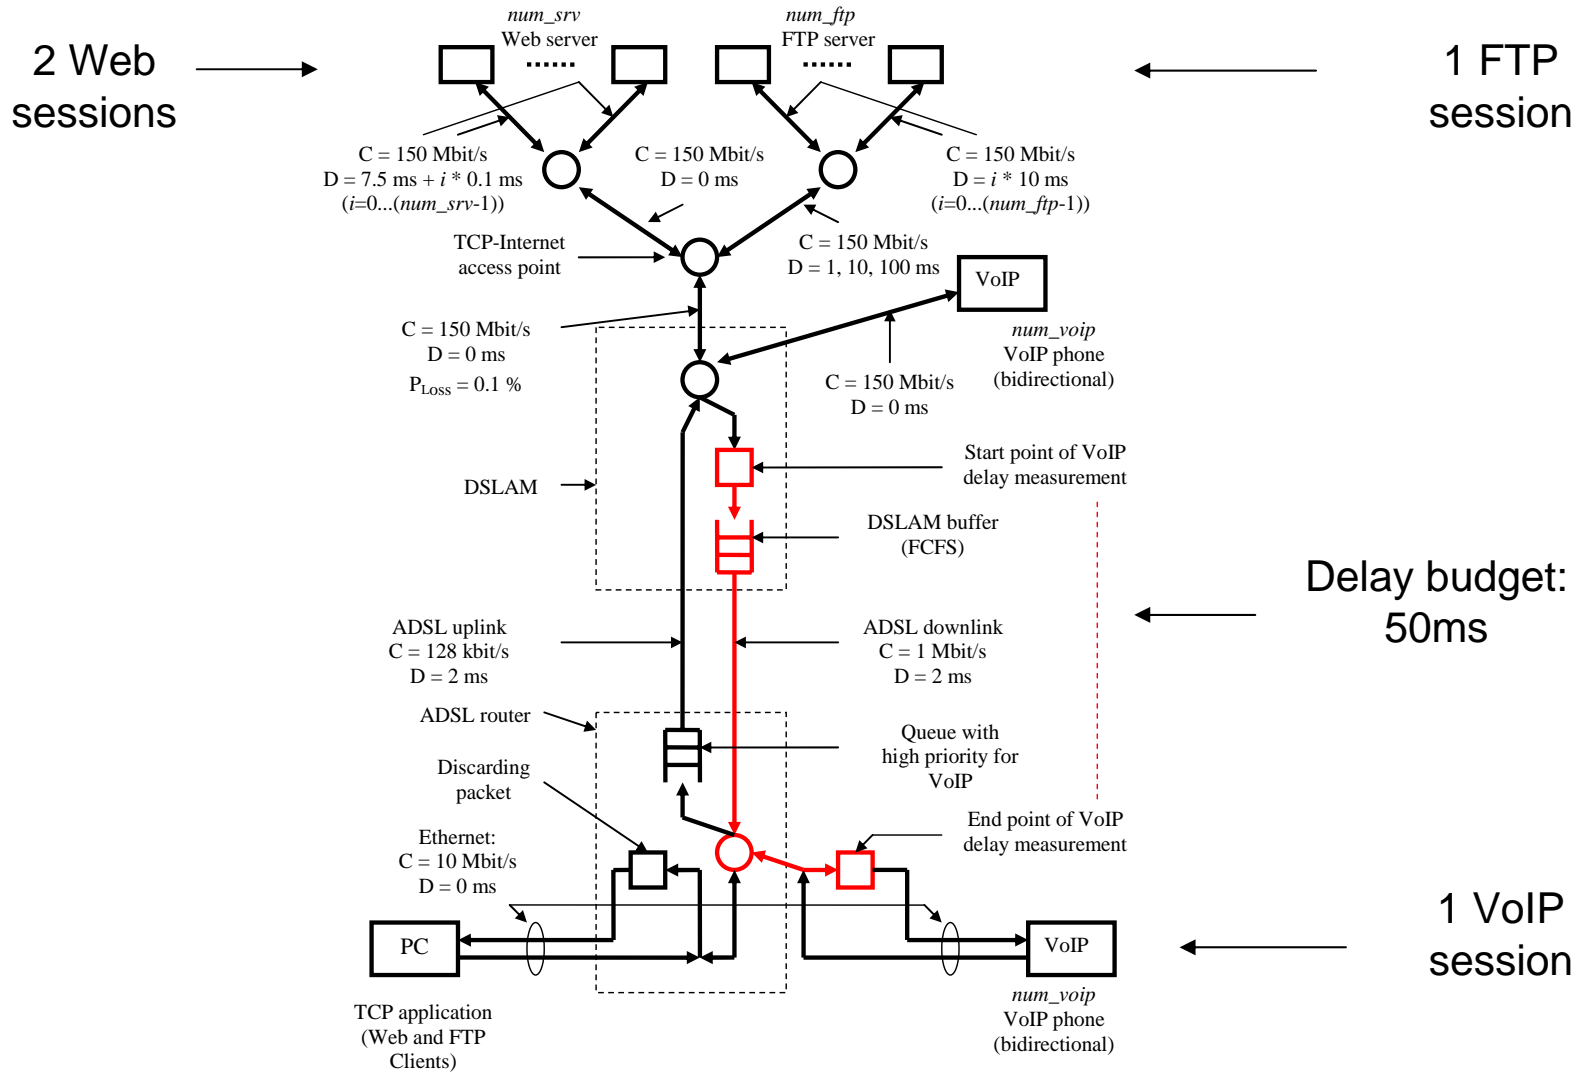 num_srv
Web server
num_ftp
FTP server
2 Web
sessions
1 FTP
session
C = 150 Mbit/s
D = 7.5 ms + i * 0.1 ms
(i=0...(num_srv-1))
C = 150 Mbit/s
D = 0 ms
C = 150 Mbit/s
D = i * 10 ms
(i=0...(num_ftp-1))
TCP-Internet
access point
C = 150 Mbit/s
D = 1, 10, 100 ms
VoIP
num_voip
VoIP phone
(bidirectional)
C = 150 Mbit/s
D = 0 ms
PLoss = 0.1 %
C = 150 Mbit/s
D = 0 ms
Start point of VoIP
delay measurement
DSLAM
DSLAM buffer
(FCFS)
Delay budget:
50ms
ADSL uplink
C = 128 kbit/s
D = 2 ms
ADSL downlink
C = 1 Mbit/s
D = 2 ms
ADSL router
Queue with
high priority for
VoIP
Discarding
packet
End point of VoIP
delay measurement
Ethernet:
C = 10 Mbit/s
D = 0 ms
PC
VoIP
1 VoIP
session
TCP application
(Web and FTP
Clients)
num_voip
VoIP phone
(bidirectional)